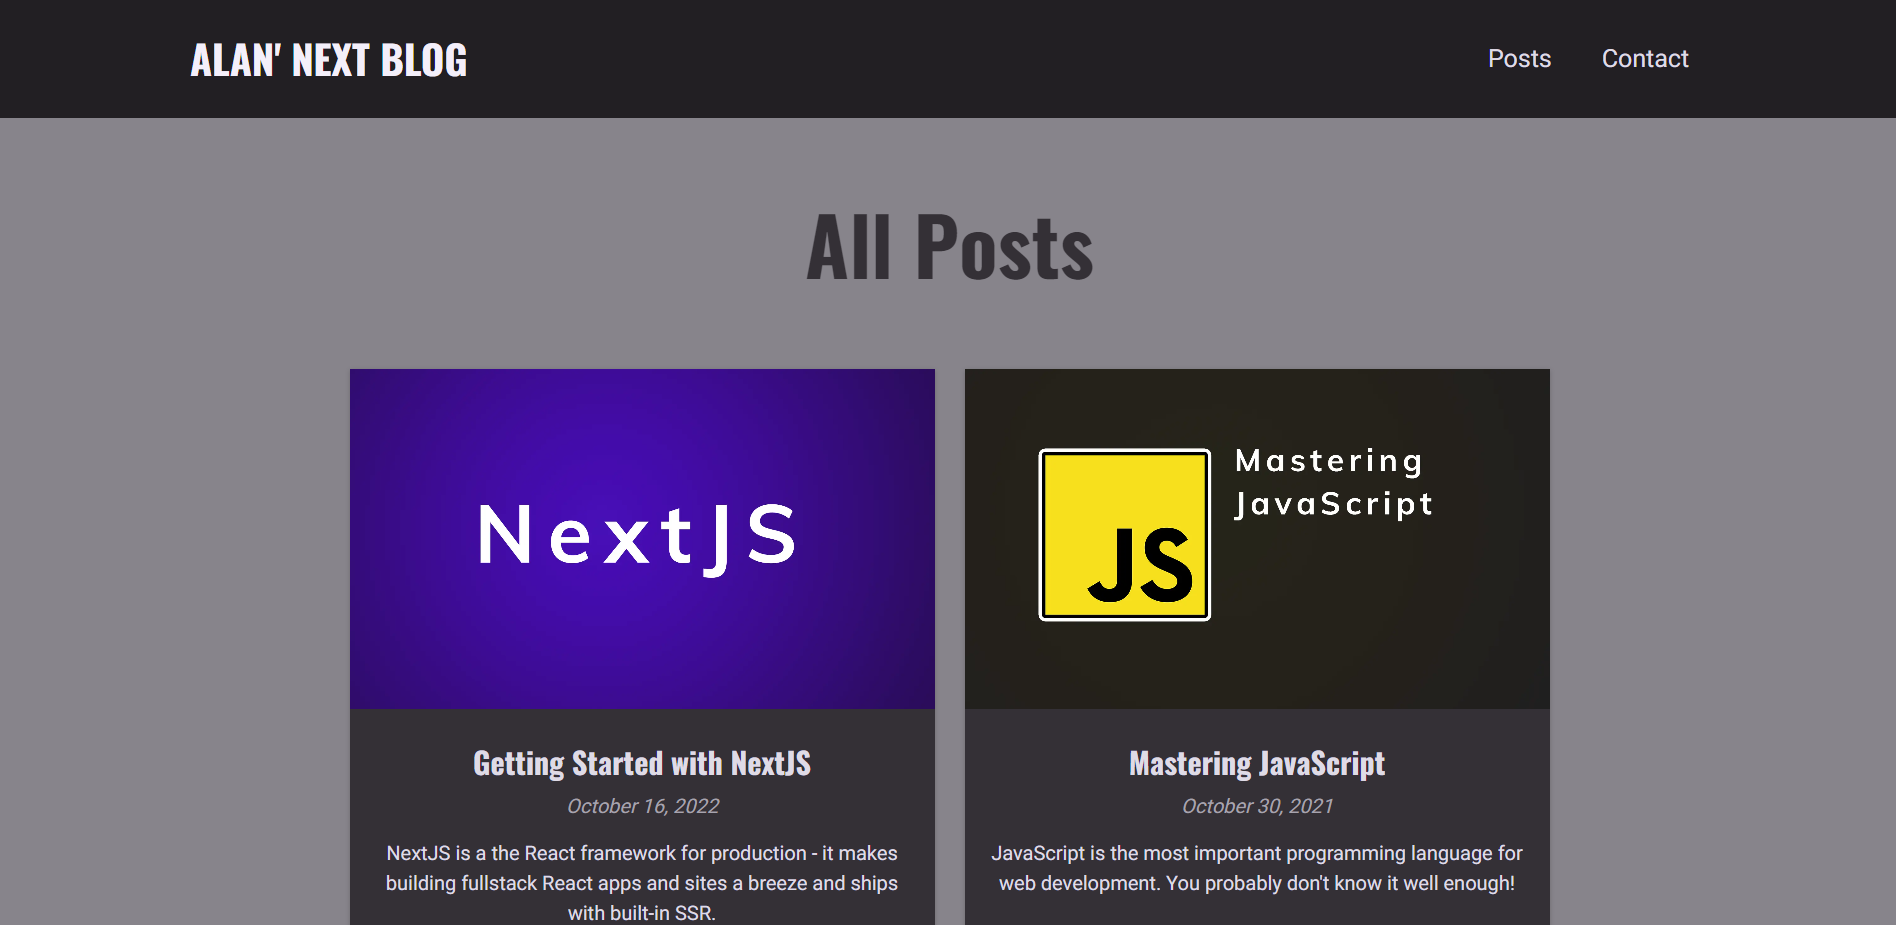 ALAN' NEXT BLOG
Posts
Contact
All Posts
NextJS
Mastering
JavaScript
JS
Getting Started with NextJS
October 16, 2022
NextJS is a the React framework for production - it makes
building fullstack React apps and sites a breeze and ships
with built-in SSR.
Mastering JavaScript
October 30, 2021
JavaScript is the most important programming language for
web development. You probably don't know it well enough!